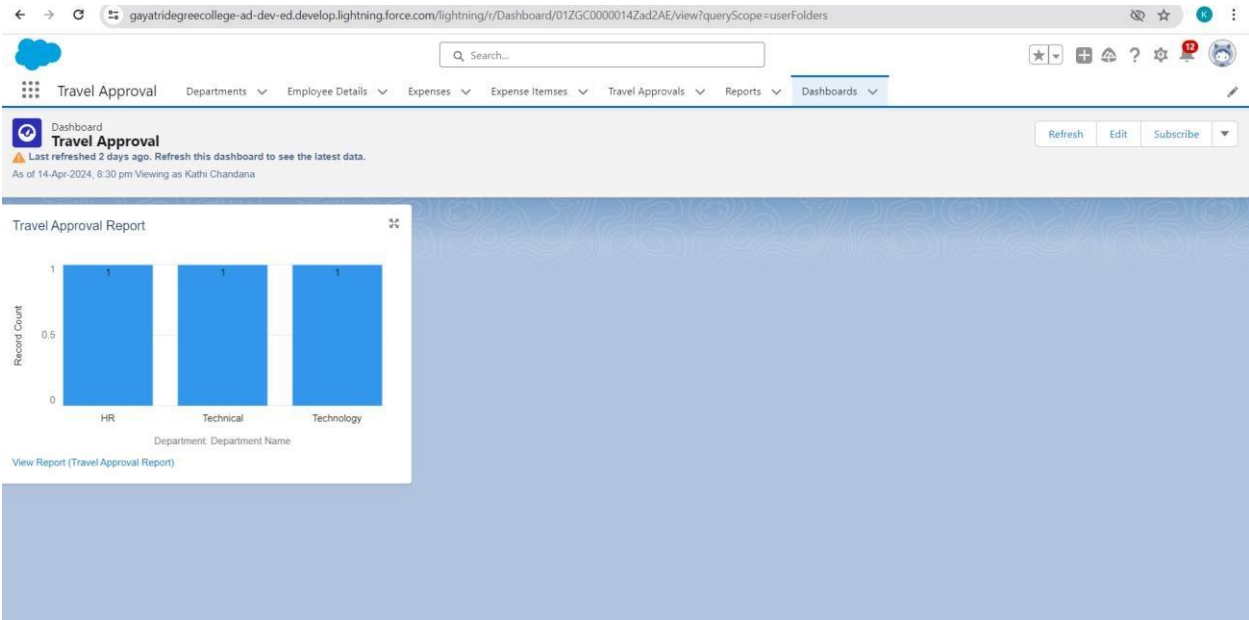 gayatridegreecollege-ad-dev-ed.develop.lightning.force.com/lightning/r/Dashboard/01ZGC0000014Zad2AE/view?queryScope=userFolders
K
Search...
12
Travel Approval Departments Employee Details Expenses Expense Itemses Travel Approvals Reports Dashboards
Dashboard
Travel Approval
Refresh Edit Subscribe
Last refreshed 2 days ago. Refresh this dashboard to see the latest data.
As of 14-Apr-2024, 8:30 pm Viewing as Kathi Chandana
Travel Approval Report
1 1 1 1
Record Count
0.5
0
HR Technical Technology
Department: Department Name
View Report (Travel Approval Report)